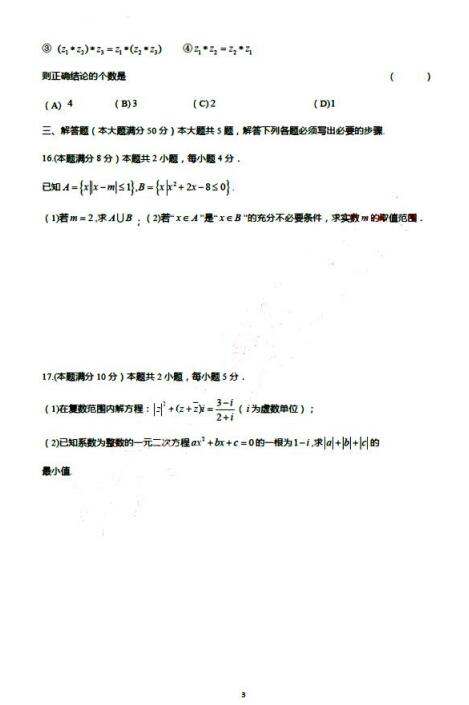 ③ (z₁*z₂)*z₃=z₁*(z₂*z₃) ④z₁*z₂=z₂*z₁
则正确结论的个数是 ( )
(A) 4 (B)3 (C)2 (D)1
三、解答题(本大题满分50分)本大题共5题,解答下列各题必须写出必要的步骤.
16.(本题满分8分)本题共2小题,每小题4分.
已知A={x||x-m|≤1},B={x|x²+2x-8≤0}.
(1)若m=2,求A∪B;(2)若“x∈A”是“x∈B”的充分不必要条件,求实数m的取值范围.
17.(本题满分10分)本题共2小题,每小题5分.
(1)在复数范围内解方程:|z|²+(z+z̄)i=(3-i)/(2+i)(i为虚数单位);
(2)已知系数为整数的一元二次方程ax²+bx+c=0的一根为1-i,求|a|+|b|+|c|的
最小值.
3